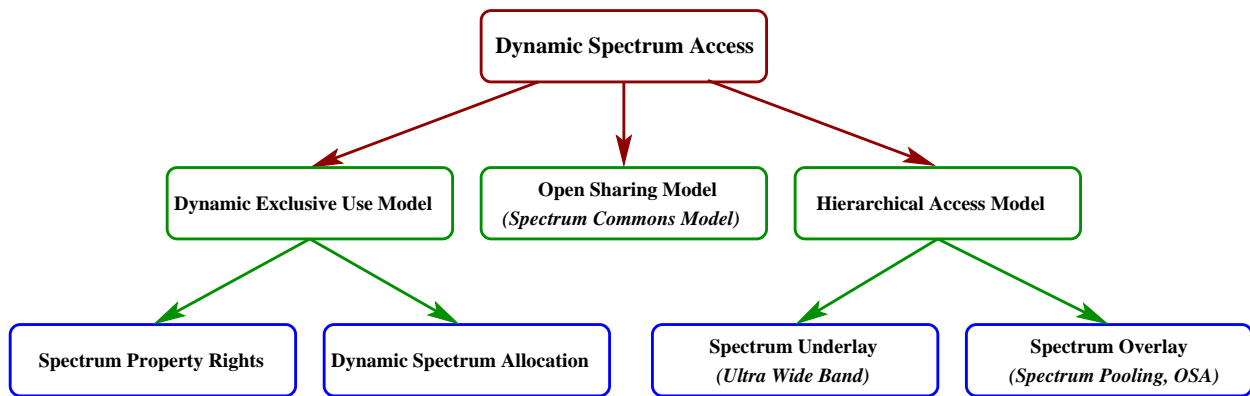 Dynamic Spectrum Access
Dynamic Exclusive Use Model
Open Sharing Model
(Spectrum Commons Model)
Hierarchical Access Model
Spectrum Property Rights
Dynamic Spectrum Allocation
Spectrum Underlay
(Ultra Wide Band)
Spectrum Overlay
(Spectrum Pooling, OSA)